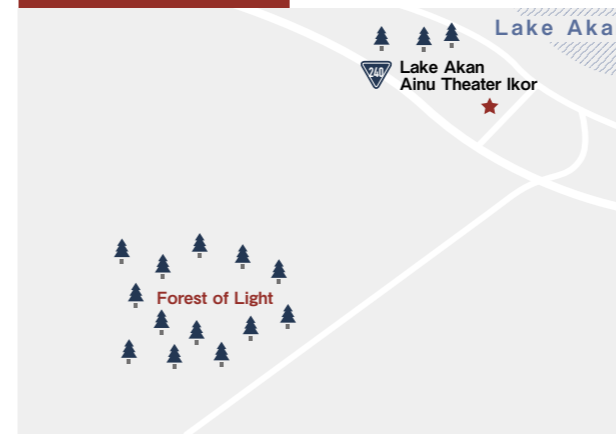 Lake Aka
240
Lake Akan
Ainu Theater Ikor
Forest of Light